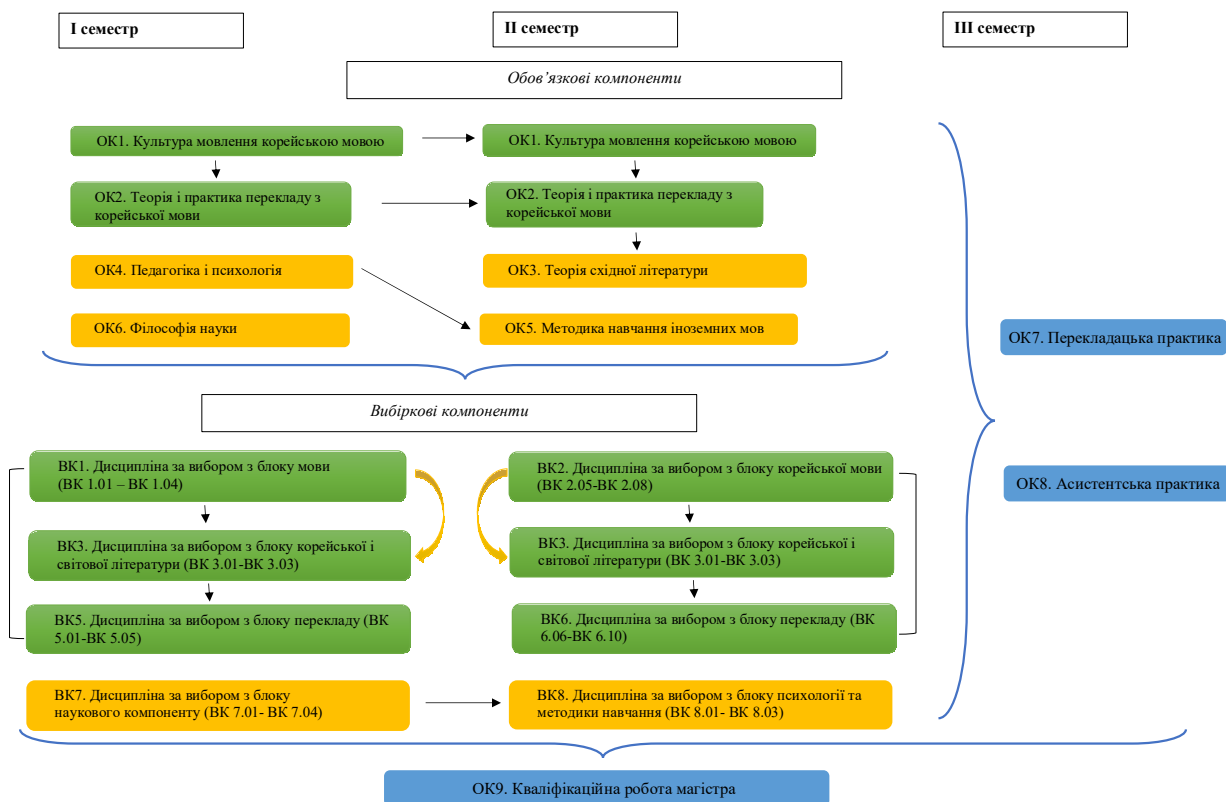 І семестр
ІІ семестр
ІІІ семестр
Обов’язкові компоненти
ОК1. Культура мовлення корейською мовою
ОК1. Культура мовлення корейською мовою
ОК2. Теорія і практика перекладу з
корейської мови
ОК2. Теорія і практика перекладу з
корейської мови
ОК4. Педагогіка і психологія
ОК3. Теорія східної літератури
ОК6. Філософія науки
ОК5. Методика навчання іноземних мов
ОК7. Перекладацька практика
Вибіркові компоненти
ВК1. Дисципліна за вибором з блоку мови
(ВК 1.01 – ВК 1.04)
ВК2. Дисципліна за вибором з блоку корейської мови
(ВК 2.05-ВК 2.08)
ОК8. Асистентська практика
ВК3. Дисципліна за вибором з блоку корейської і
світової літератури (ВК 3.01-ВК 3.03)
ВК3. Дисципліна за вибором з блоку корейської і
світової літератури (ВК 3.01-ВК 3.03)
ВК5. Дисципліна за вибором з блоку перекладу (ВК
5.01-ВК 5.05)
ВК6. Дисципліна за вибором з блоку перекладу (ВК
6.06-ВК 6.10)
ВК7. Дисципліна за вибором з блоку
наукового компоненту (ВК 7.01- ВК 7.04)
ВК8. Дисципліна за вибором з блоку психології та
методики навчання (ВК 8.01- ВК 8.03)
ОК9. Кваліфікаційна робота магістра